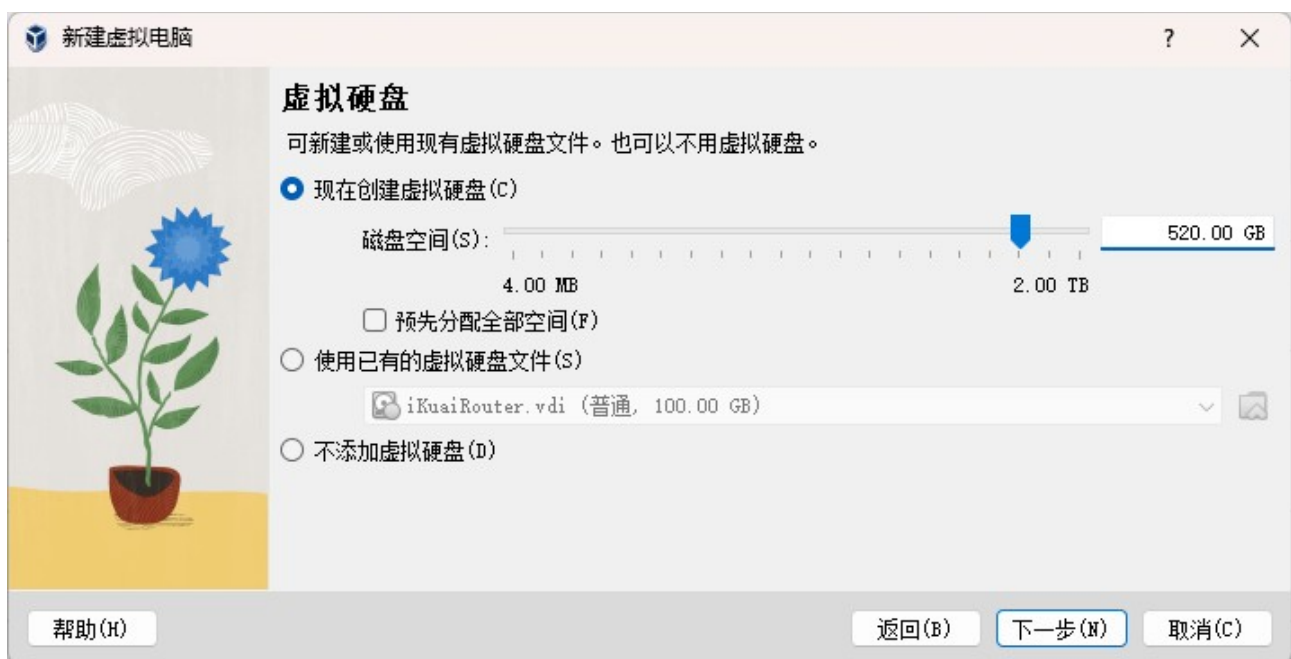 新建虚拟电脑
?
虚拟硬盘
可新建或使用现有虚拟硬盘文件。也可以不用虚拟硬盘。
现在创建虚拟硬盘(C)
磁盘空间(S): 520.00 GB
4.00 MB 2.00 TB
预先分配全部空间(F)
使用已有的虚拟硬盘文件(S)
iKuaiRouter.vdi (普通, 100.00 GB)
不添加虚拟硬盘(D)
帮助(H) 返回(B) 下一步(N) 取消(C)